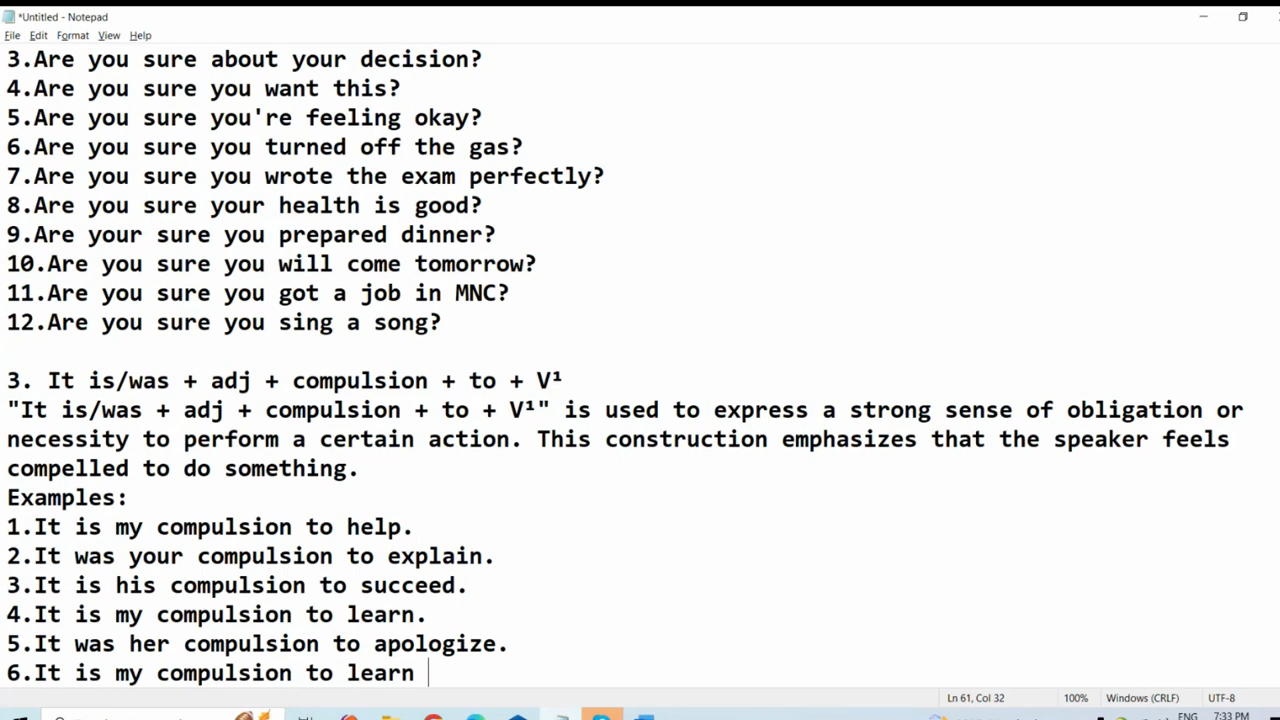 *Untitled - Notepad
File Edit Format View Help
3.Are you sure about your decision?
4.Are you sure you want this?
5.Are you sure you're feeling okay?
6.Are you sure you turned off the gas?
7.Are you sure you wrote the exam perfectly?
8.Are you sure your health is good?
9.Are your sure you prepared dinner?
10.Are you sure you will come tomorrow?
11.Are you sure you got a job in MNC?
12.Are you sure you sing a song?
3. It is/was + adj + compulsion + to + V¹
"It is/was + adj + compulsion + to + V¹" is used to express a strong sense of obligation or
necessity to perform a certain action. This construction emphasizes that the speaker feels
compelled to do something.
Examples:
1.It is my compulsion to help.
2.It was your compulsion to explain.
3.It is his compulsion to succeed.
4.It is my compulsion to learn.
5.It was her compulsion to apologize.
6.It is my compulsion to learn
Ln 61, Col 32 100% Windows (CRLF) UTF-8
ENG 7:33 PM